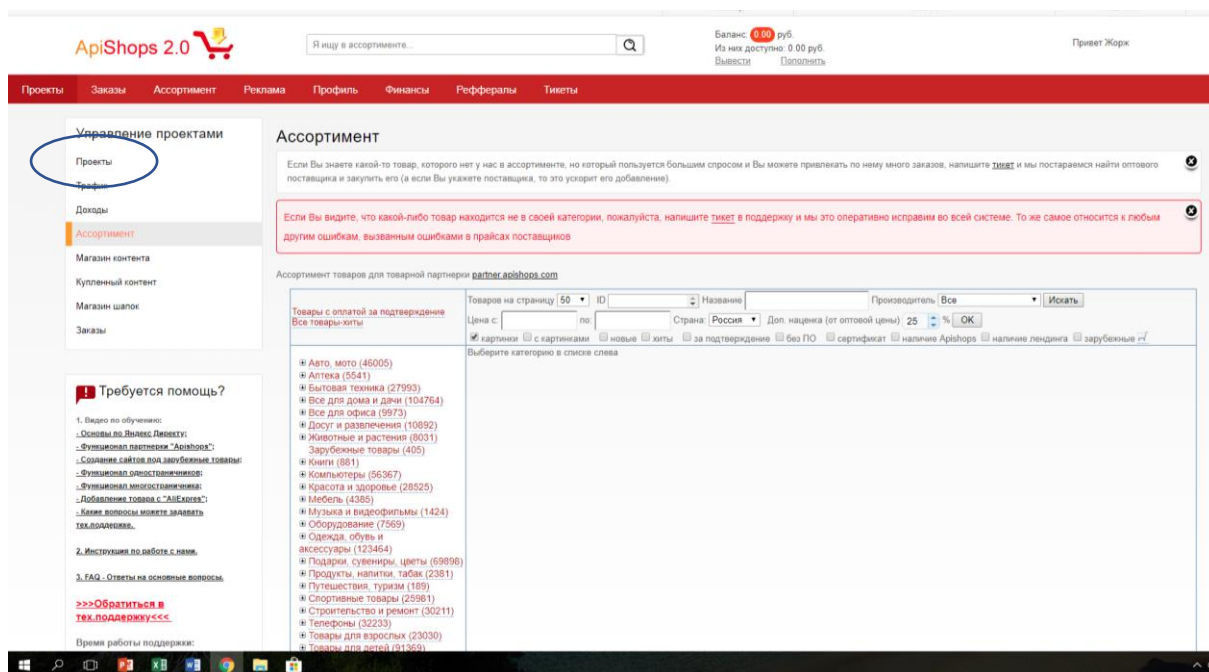 ApiShops 2.0
Я ищу в ассортименте...
Баланс: 0.00 руб.
Из них доступно: 0.00 руб.
Вывести Пополнить
Привет Жорж
Проекты Заказы Ассортимент Реклама Профиль Финансы Реффералы Тикеты
Управление проектами
Проекты
Трафик
Доходы
Ассортимент
Магазин контента
Купленный контент
Магазин шапок
Заказы
Требуется помощь?
1. Видео по обучению:
- Основы по Яндекс Директу;
- Функционал партнерки "Apishops";
- Создание сайтов под зарубежные товары;
- Функционал одностраничников;
- Функционал многостраничника;
- Добавление товара с "AliExpres";
- Какие вопросы можете задавать
тех.поддержке.
2. Инструкция по работе с нами.
3. FAQ - Ответы на основные вопросы.
>>>Обратиться в
тех.поддержку<<<
Время работы поддержки:
Ассортимент
Если Вы знаете какой-то товар, которого нет у нас в ассортименте, но который пользуется большим спросом и Вы можете привлекать по нему много заказов, напишите тикет и мы постараемся найти оптового
поставщика и закупить его (а если Вы укажете поставщика, то это ускорит его добавление).
Если Вы видите, что какой-либо товар находится не в своей категории, пожалуйста, напишите тикет в поддержку и мы это оперативно исправим во всей системе. То же самое относится к любым
другим ошибкам, вызванным ошибками в прайсах поставщиков
Ассортимент товаров для товарной партнерки partner.apishops.com
Товары с оплатой за подтверждение
Все товары-хиты
Товаров на страницу 50 ID Название Производитель Все Искать
Цена с: по: Страна: Россия Доп. наценка (от оптовой цены) 25 % OK
картинки с картинками новые хиты за подтверждение без ПО сертификат наличие Apishops наличие лендинга зарубежные
Выберите категорию в списке слева
Авто, мото (46005)
Аптека (5541)
Бытовая техника (27993)
Все для дома и дачи (104764)
Все для офиса (9973)
Досуг и развлечения (10892)
Животные и растения (8031)
Зарубежные товары (405)
Книги (881)
Компьютеры (56367)
Красота и здоровье (28525)
Мебель (4385)
Музыка и видеофильмы (1424)
Оборудование (7569)
Одежда, обувь и
аксессуары (123464)
Подарки, сувениры, цветы (69898)
Продукты, напитки, табак (2381)
Путешествия, туризм (189)
Спортивные товары (25981)
Строительство и ремонт (30211)
Телефоны (32233)
Товары для взрослых (23030)
Товары для детей (91369)